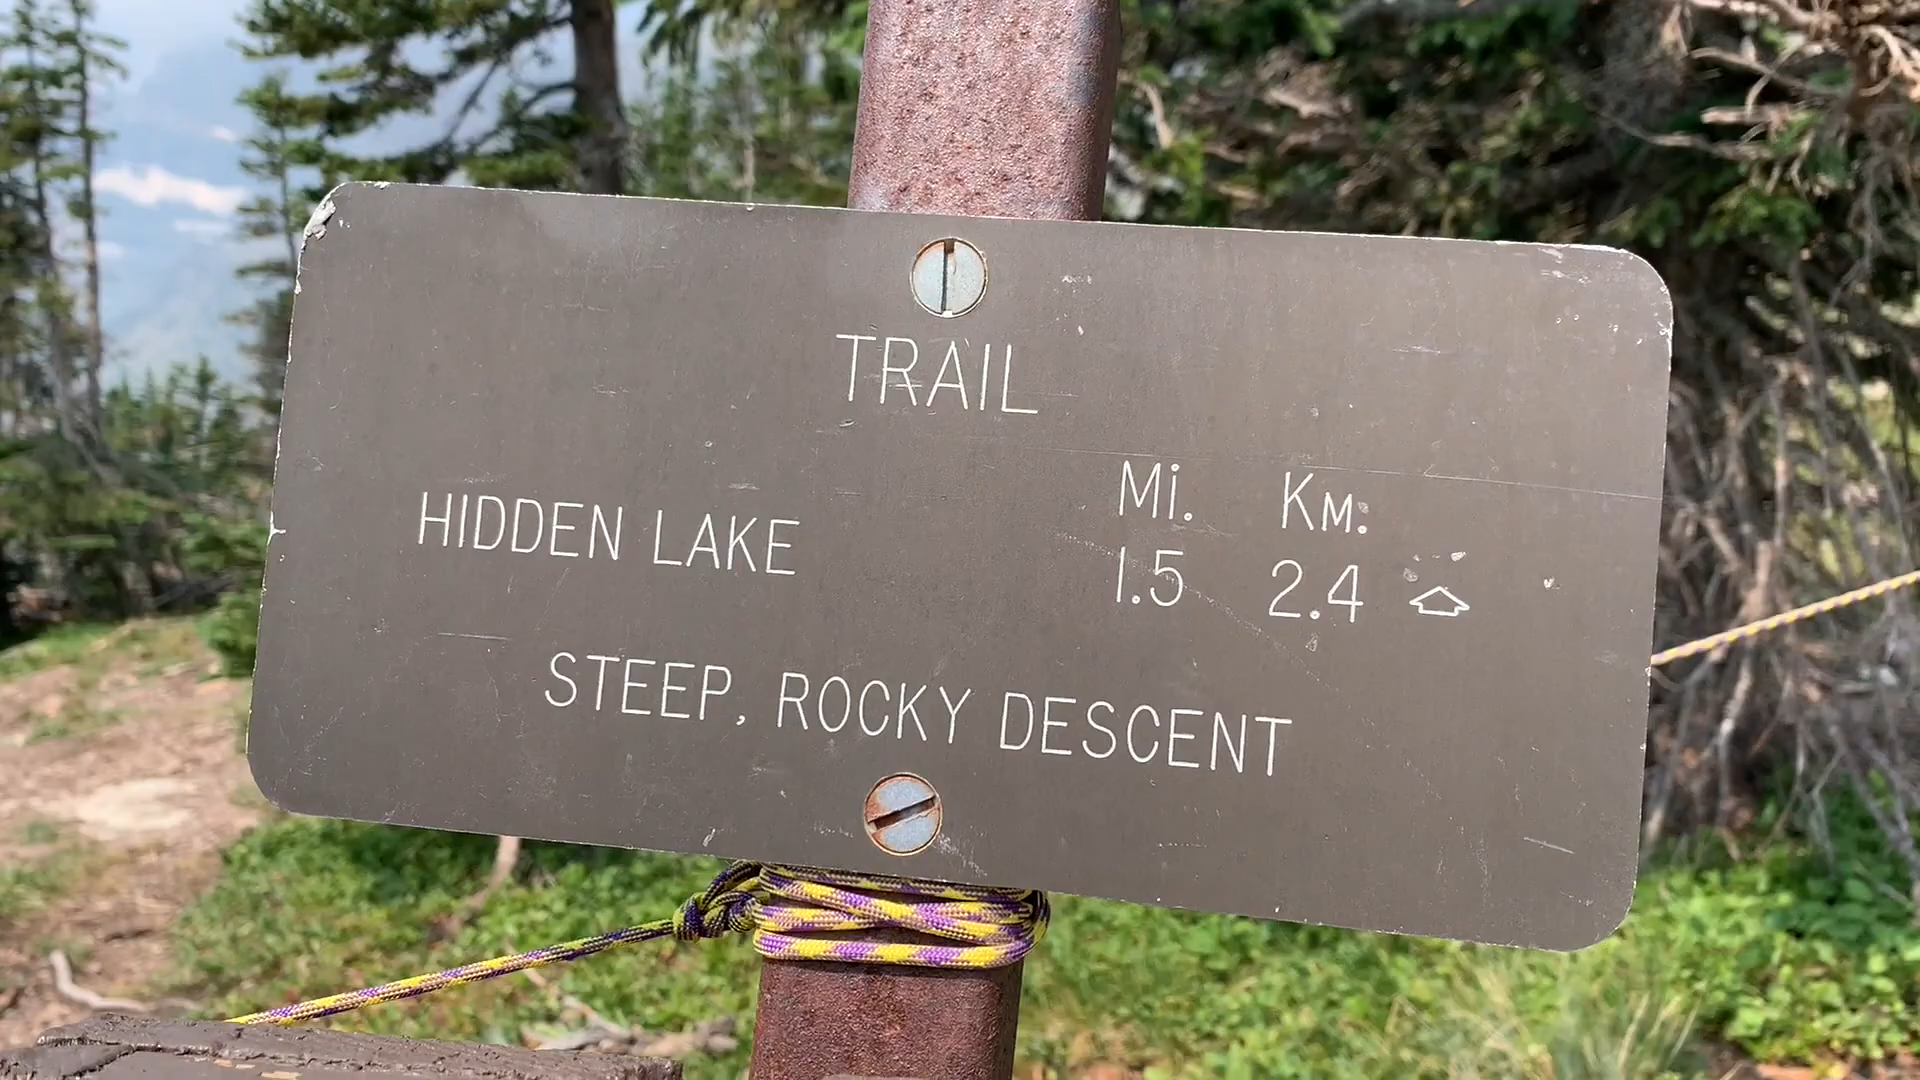 TRAIL
Mi. Km.
HIDDEN LAKE 1.5 2.4
STEEP, ROCKY DESCENT